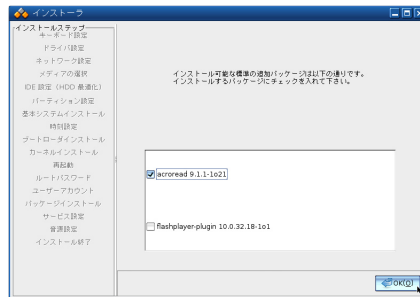 インストーラ
インストールステップ
キーボード設定
ドライバ設定
ネットワーク設定
メディアの選択
IDE 設定（HDD 最適化）
パーティション設定
基本システムインストール
時刻設定
ブートローダインストール
カーネルインストール
再起動
ルートパスワード
ユーザーアカウント
パッケージインストール
サービス設定
音源設定
インストール終了
インストール可能な標準の追加パッケージは以下の通りです。
インストールするパッケージにチェックを入れて下さい。
acroread 9.1.1-1o21
flashplayer-plugin 10.0.32.18-1o1
OK(O)